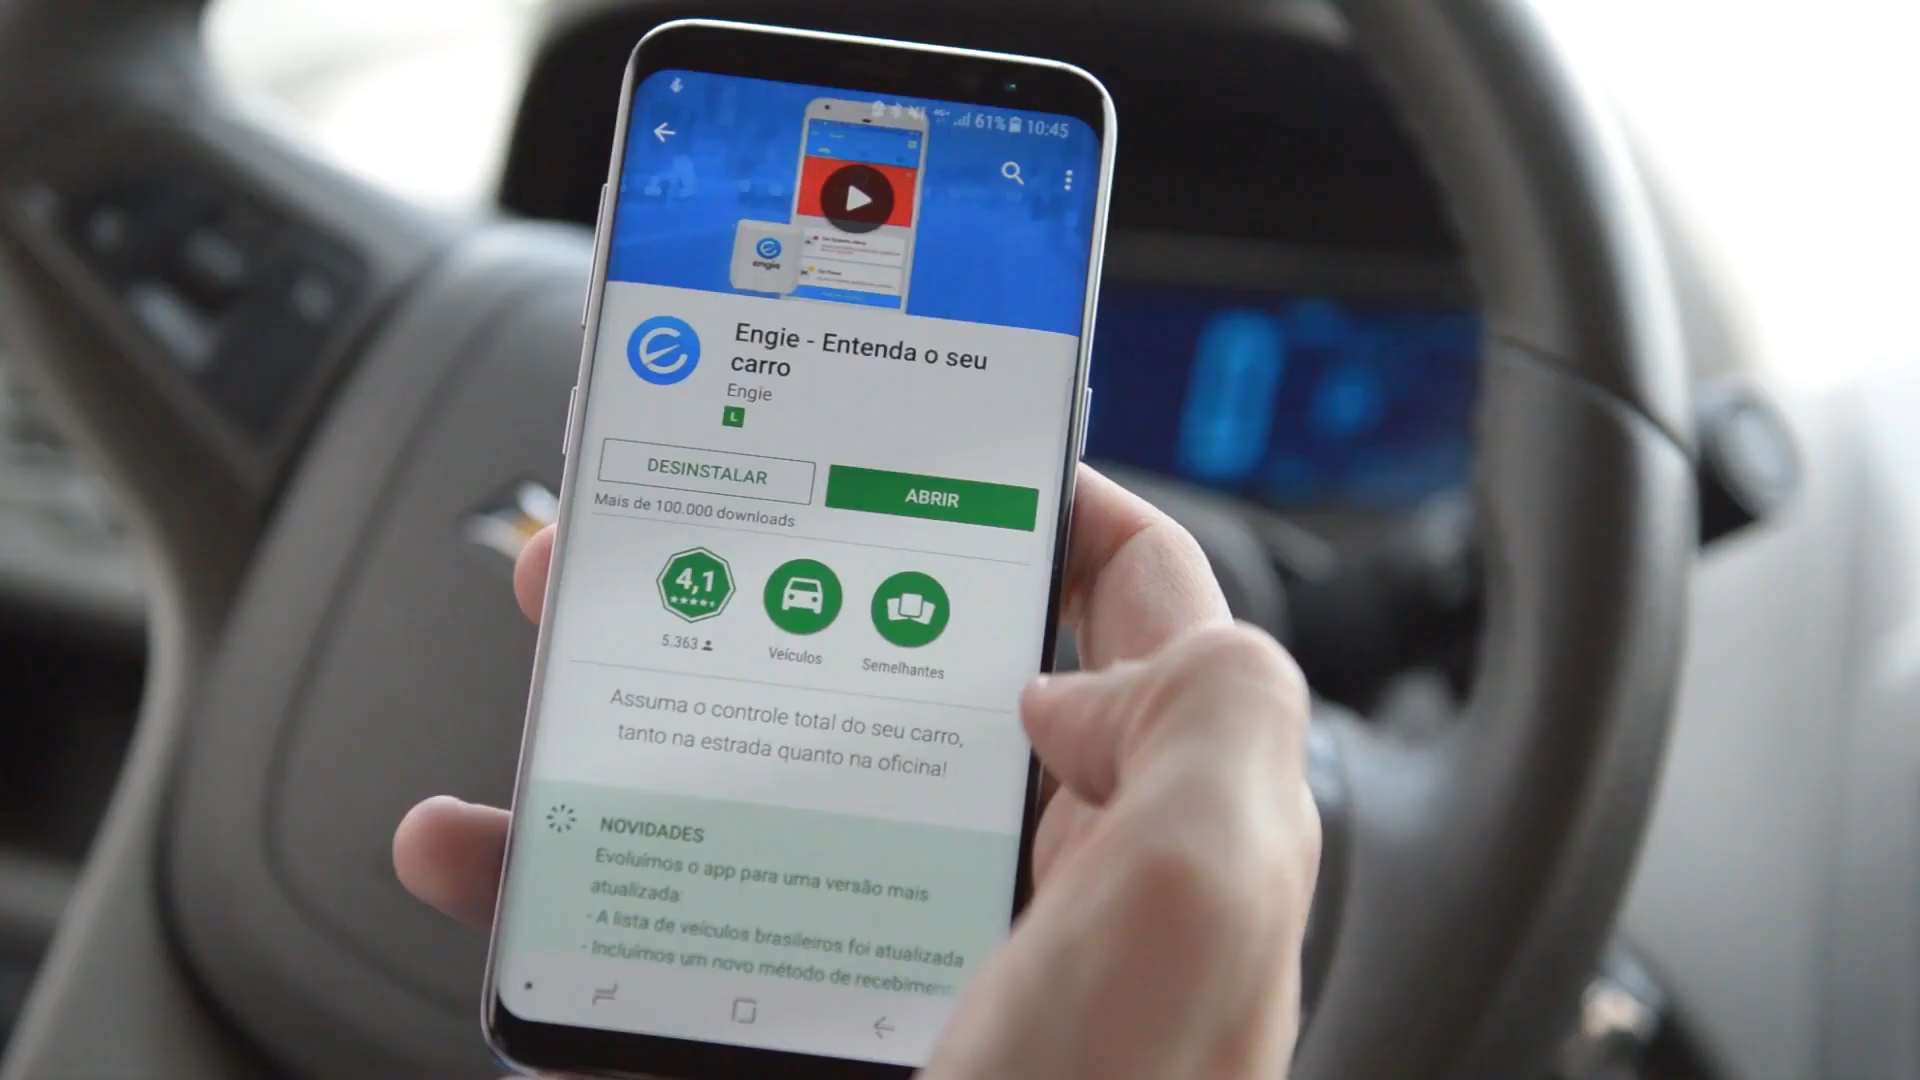 61% 10:45
engie
Engie - Entenda o seu
carro
Engie
L
DESINSTALAR
ABRIR
Mais de 100.000 downloads
4,1
5.363
Veículos
Semelhantes
Assuma o controle total do seu carro,
tanto na estrada quanto na oficina!
NOVIDADES
Evoluímos o app para uma versão mais
atualizada:
- A lista de veículos brasileiros foi atualizada
- Incluímos um novo método de